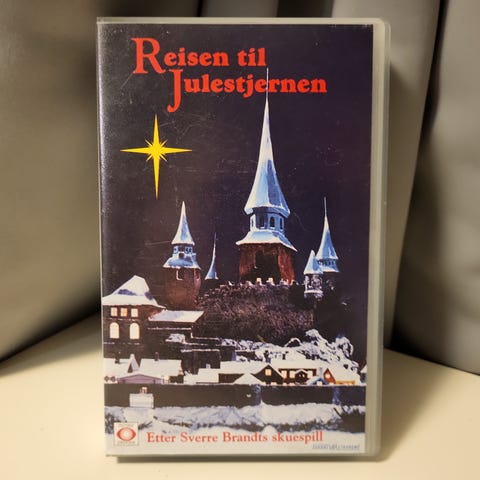 Reisen til
Julestjernen
Etter Sverre Brandts skuespill